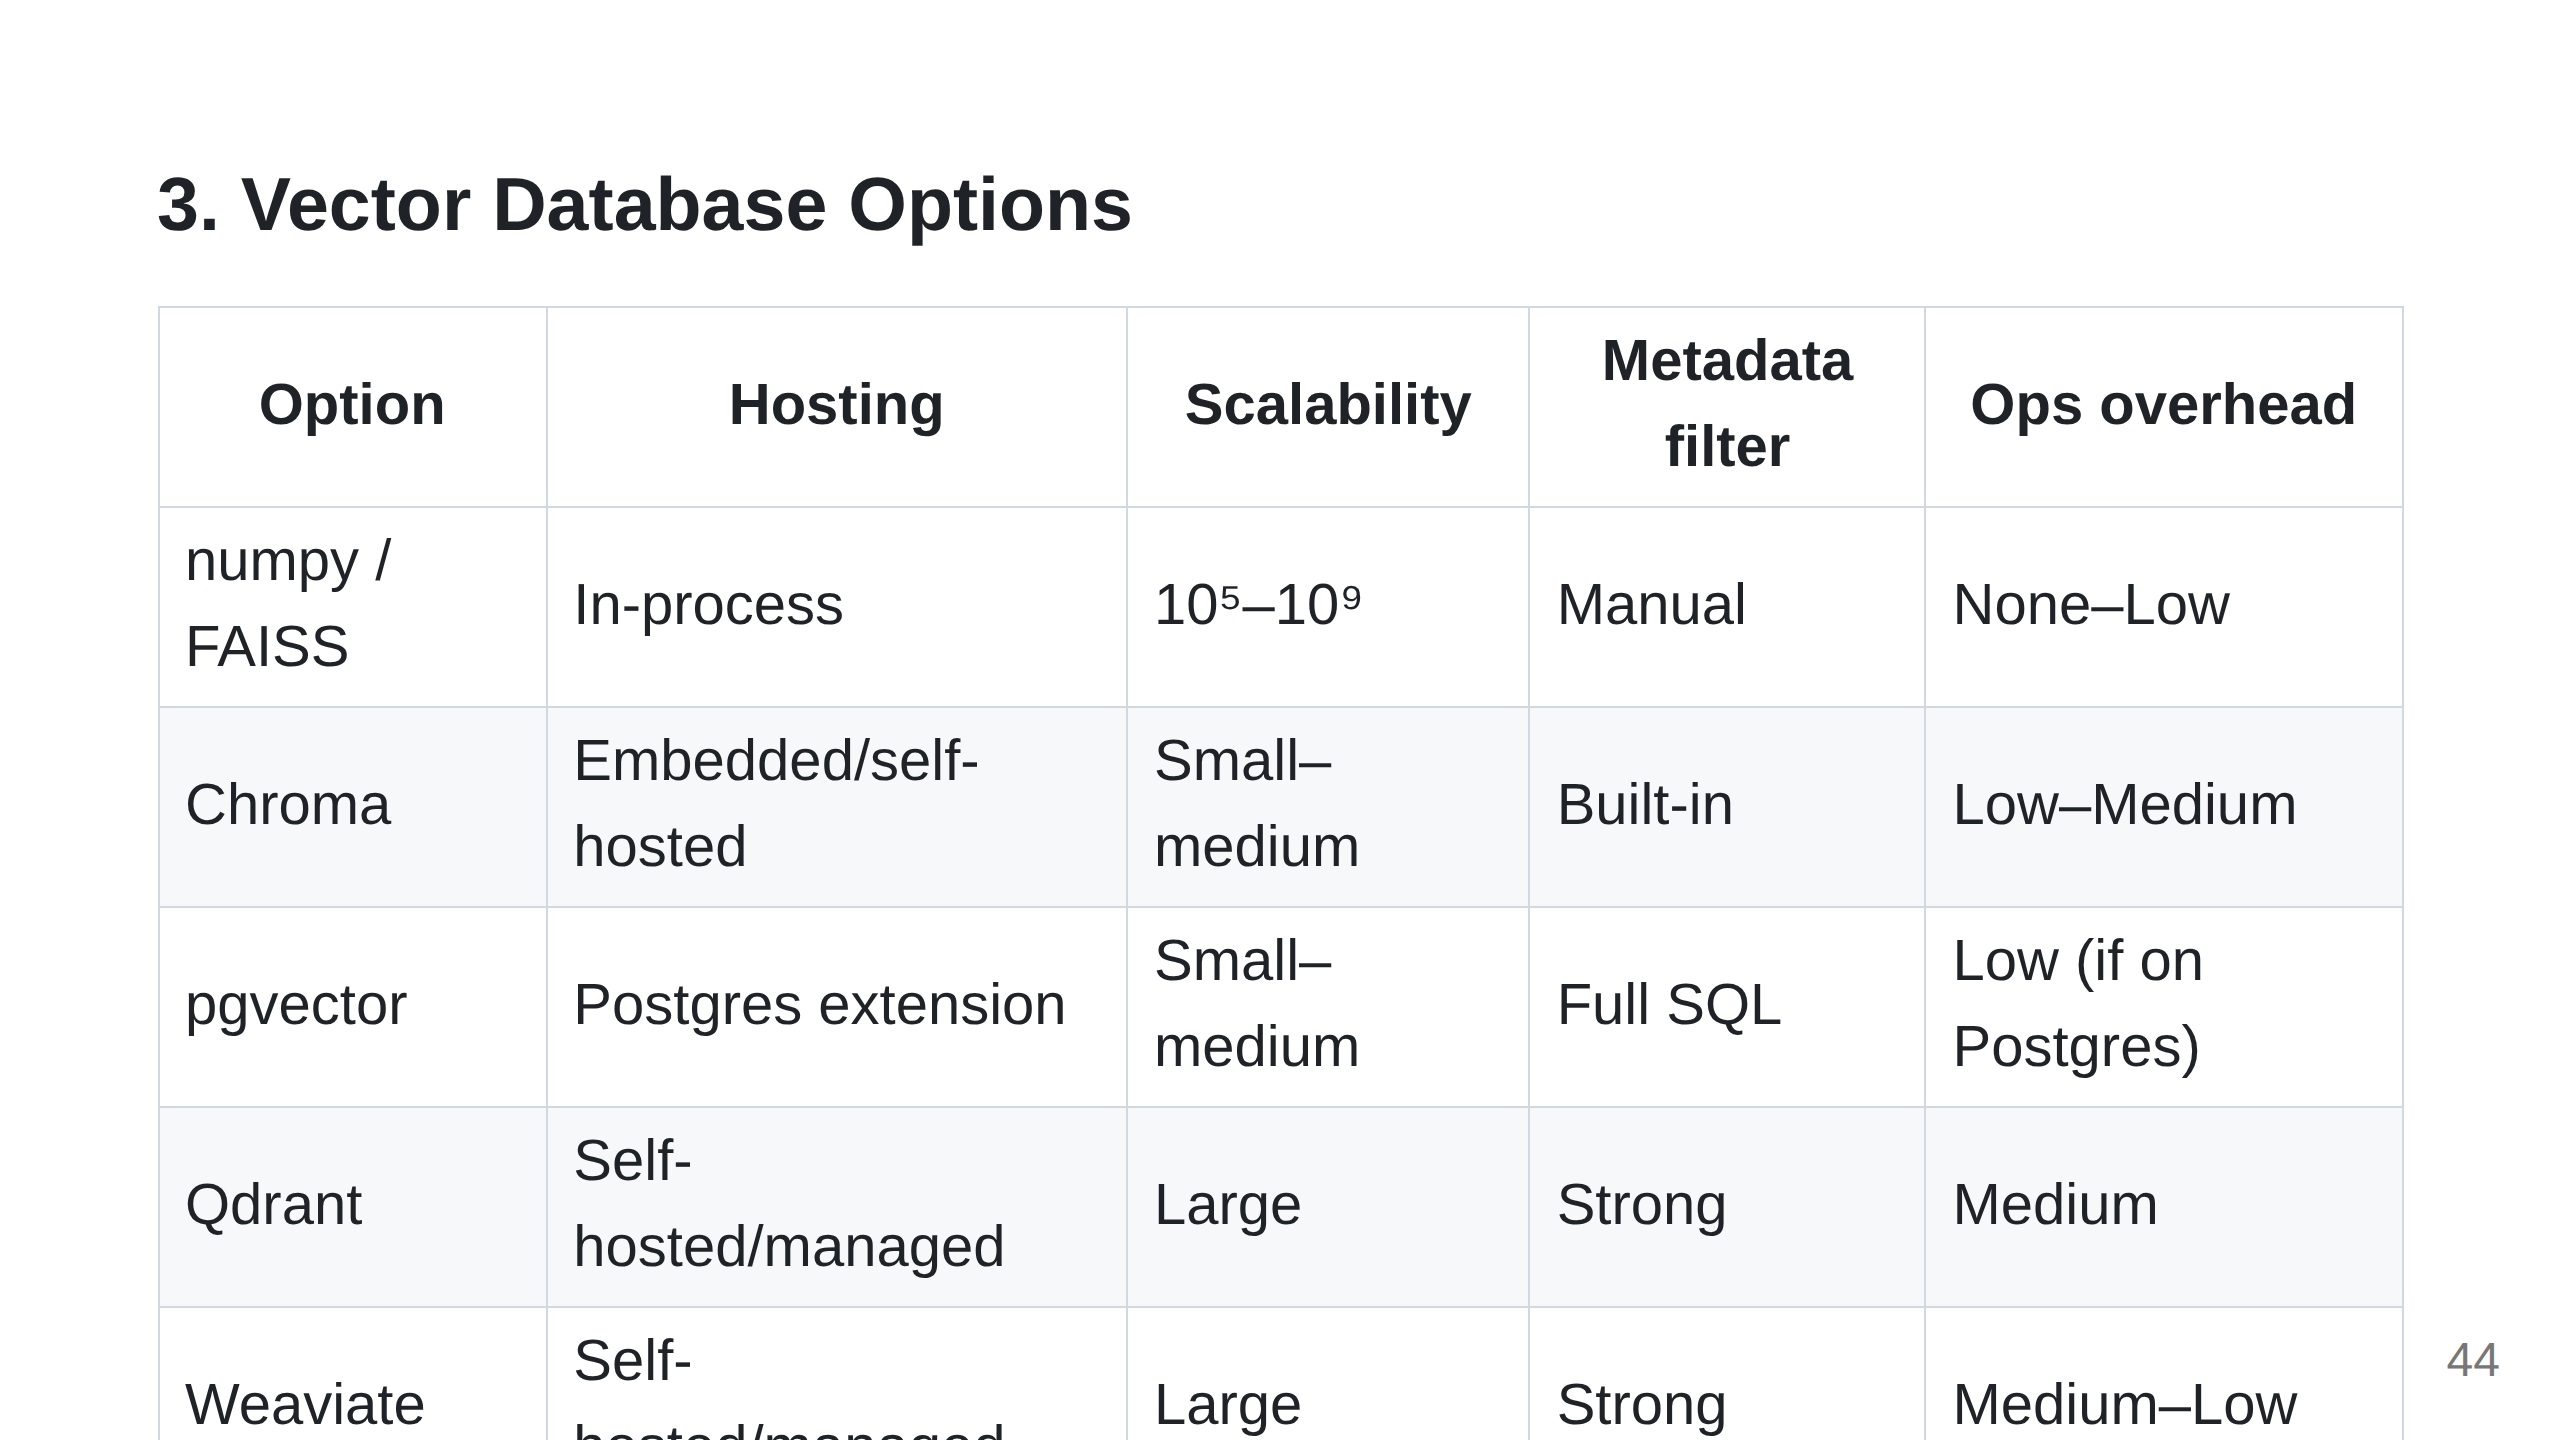 3. Vector Database Options
Option Hosting Scalability Metadata filter Ops overhead
numpy / FAISS In-process 10⁵–10⁹ Manual None–Low
Chroma Embedded/self-hosted Small–medium Built-in Low–Medium
pgvector Postgres extension Small–medium Full SQL Low (if on Postgres)
Qdrant Self-hosted/managed Large Strong Medium
Weaviate Self-hosted/managed Large Strong Medium–Low
44